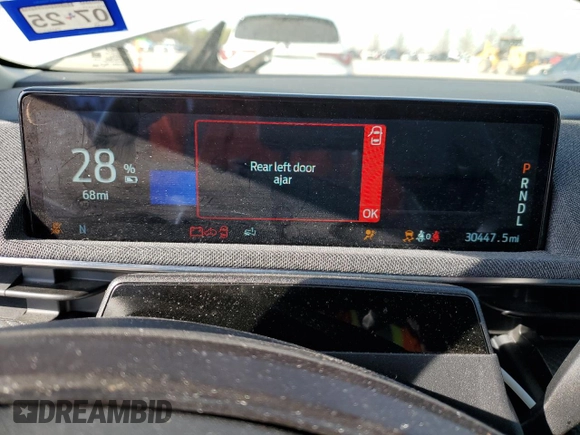 07 25
28 %
68mi
Rear left door
ajar
OK
P
R
N
D
L
N
30447.5mi
DREAMBID